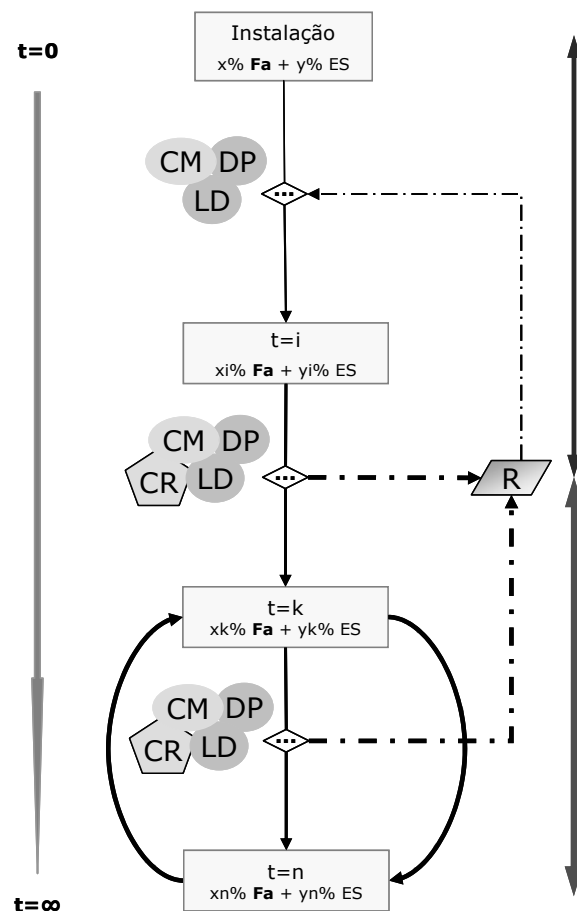 Instalação
x% Fa + y% ES
t=0
CM DP
LD
...
t=i
xi% Fa + yi% ES
CM DP
CR LD
...
R
t=k
xk% Fa + yk% ES
CM DP
CR LD
...
t=n
xn% Fa + yn% ES
t=∞